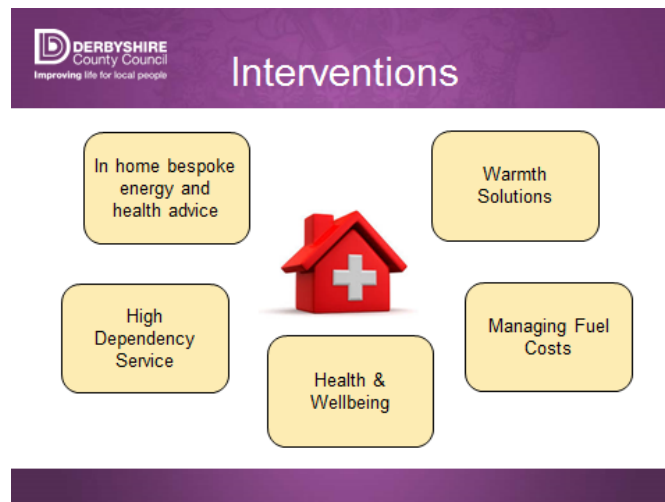 DERBYSHIRE
County Council
Improving life for local people
Interventions
In home bespoke
energy and
health advice
Warmth
Solutions
High
Dependency
Service
Managing Fuel
Costs
Health &
Wellbeing